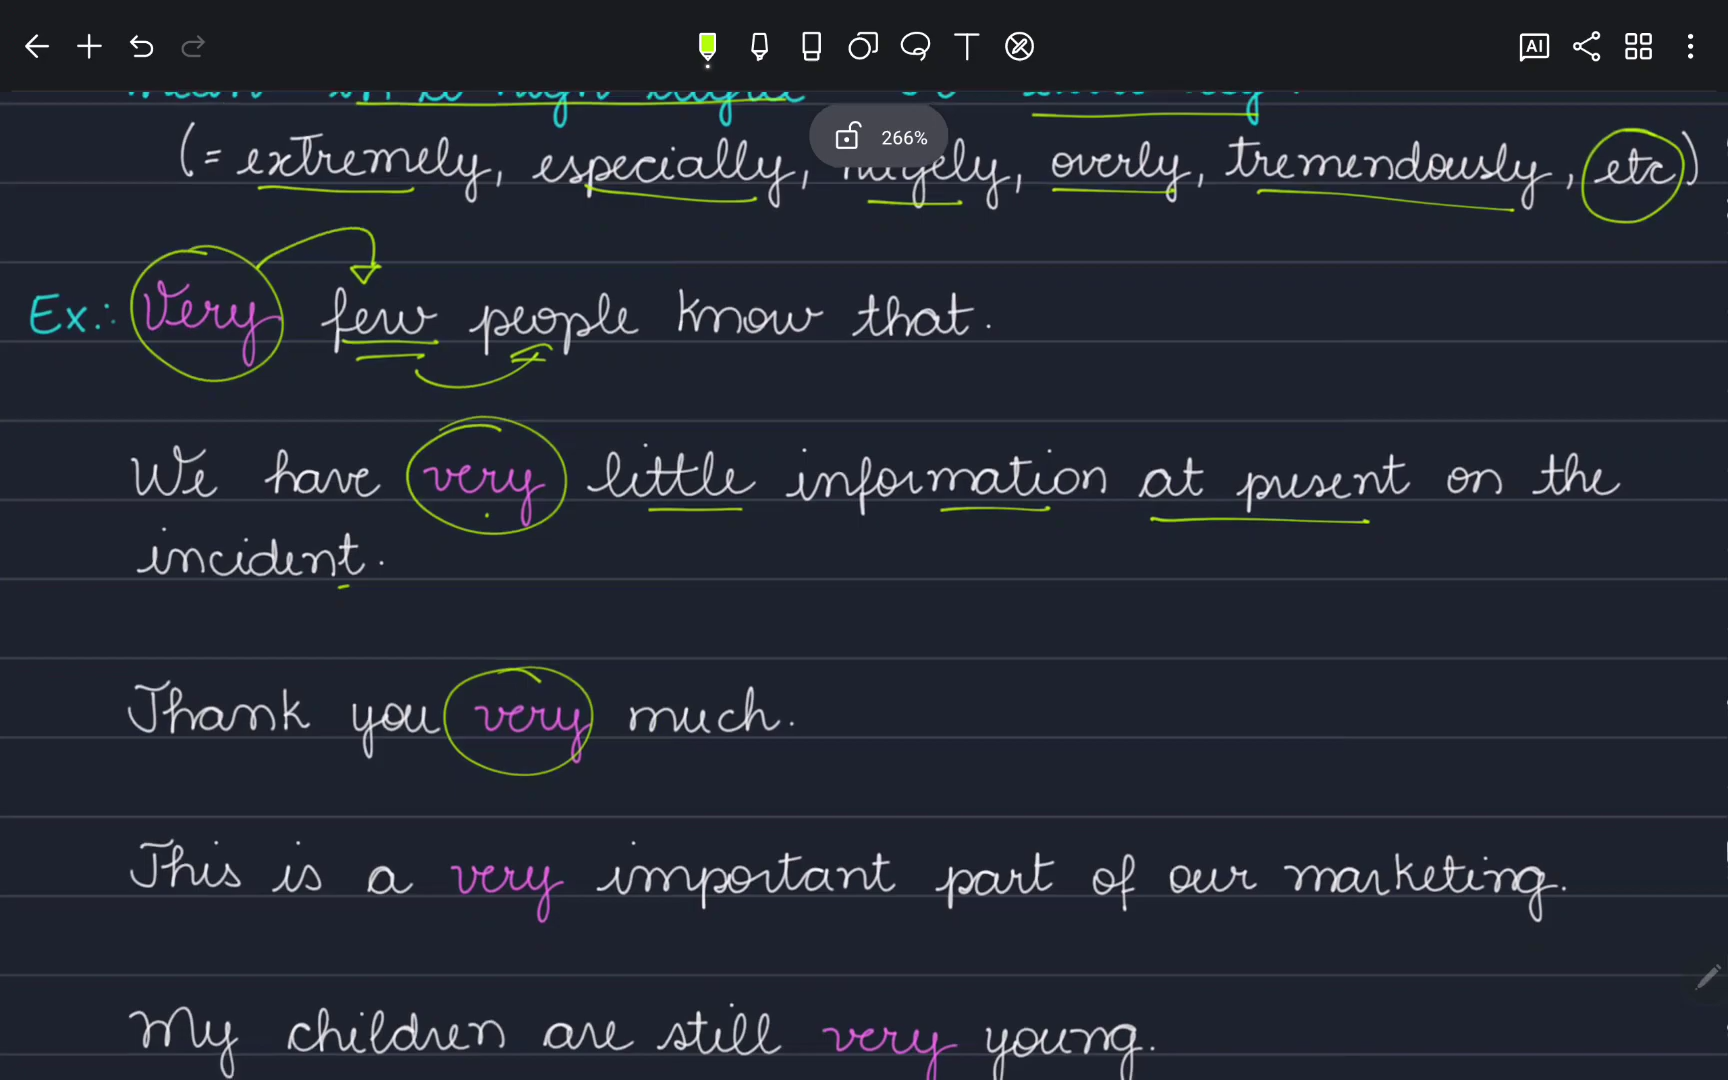 AI
266%
(= extremely, especially, hugely, overly, tremendously, etc)
Ex.: Very few people know that.
We have very little information at present on the
incident.
Thank you very much.
This is a very important part of our marketing.
My children are still very young.